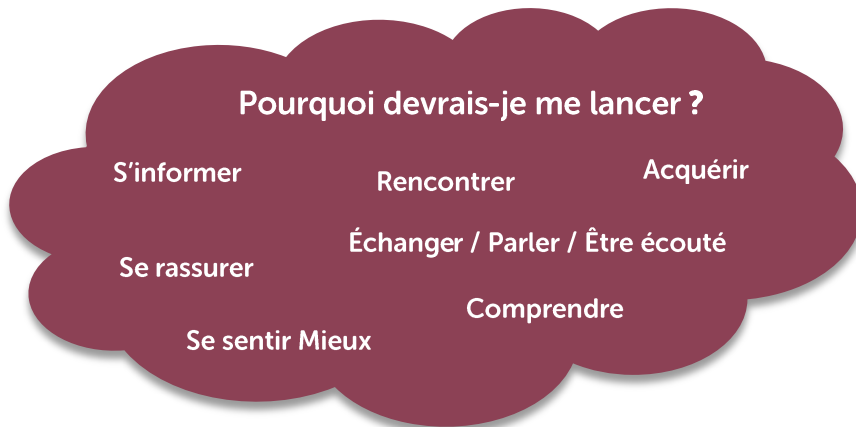 Pourquoi devrais-je me lancer ?
S'informer
Rencontrer
Acquérir
Échanger / Parler / Être écouté
Se rassurer
Comprendre
Se sentir Mieux